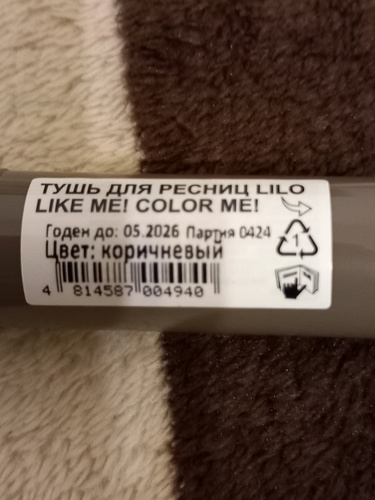 ТУШЬ ДЛЯ РЕСНИЦ LILO
LIKE ME! COLOR ME!
Годен до: 05.2026 Партия 0424
Цвет: коричневый
1
4 814587 004940